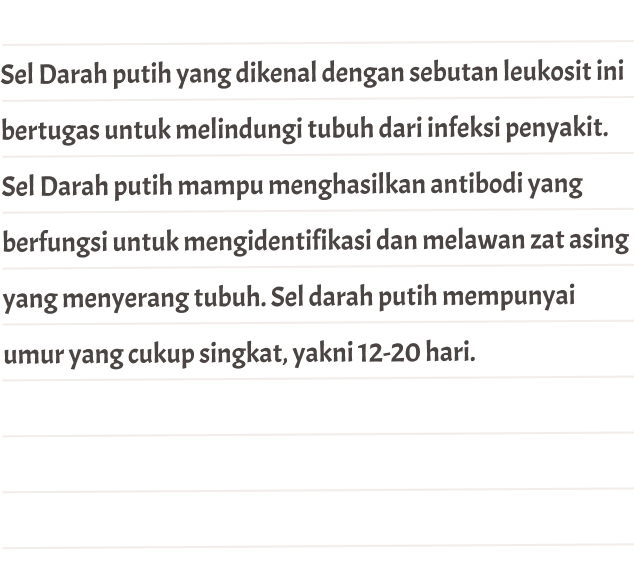 Sel Darah putih yang dikenal dengan sebutan leukosit ini
bertugas untuk melindungi tubuh dari infeksi penyakit.
Sel Darah putih mampu menghasilkan antibodi yang
berfungsi untuk mengidentifikasi dan melawan zat asing
yang menyerang tubuh. Sel darah putih mempunyai
umur yang cukup singkat, yakni 12-20 hari.